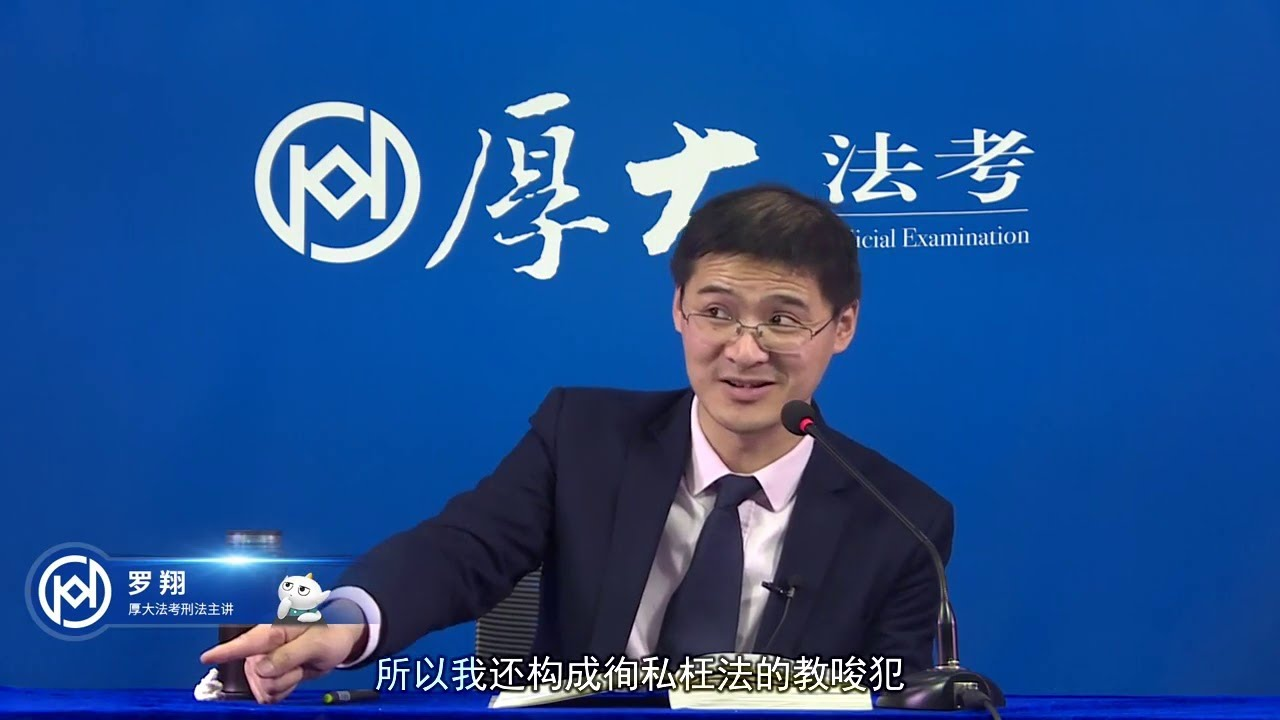 厚大
法考
icial Examination
罗翔
厚大法考刑法主讲
所以我还构成徇私枉法的教唆犯